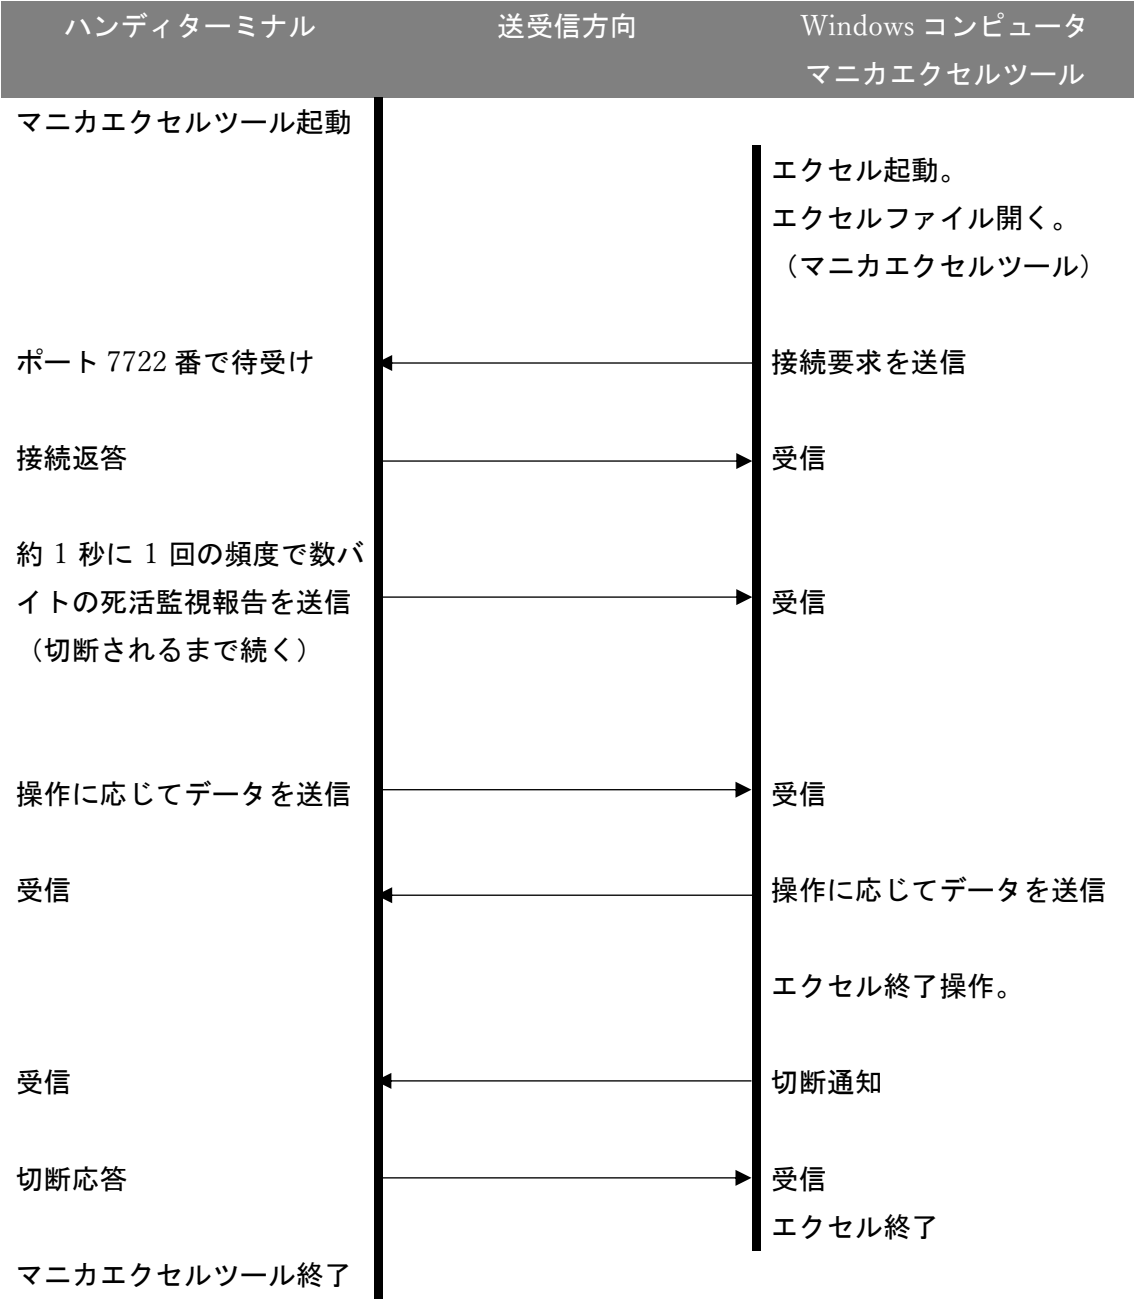 ハンディターミナル 送受信方向 Windows コンピュータ
マニカエクセルツール
マニカエクセルツール起動
エクセル起動。
エクセルファイル開く。
（マニカエクセルツール）
ポート 7722 番で待受け 接続要求を送信
接続返答 受信
約 1 秒に 1 回の頻度で数バ
イトの死活監視報告を送信 受信
（切断されるまで続く）
操作に応じてデータを送信 受信
受信 操作に応じてデータを送信
エクセル終了操作。
受信 切断通知
切断応答 受信
エクセル終了
マニカエクセルツール終了